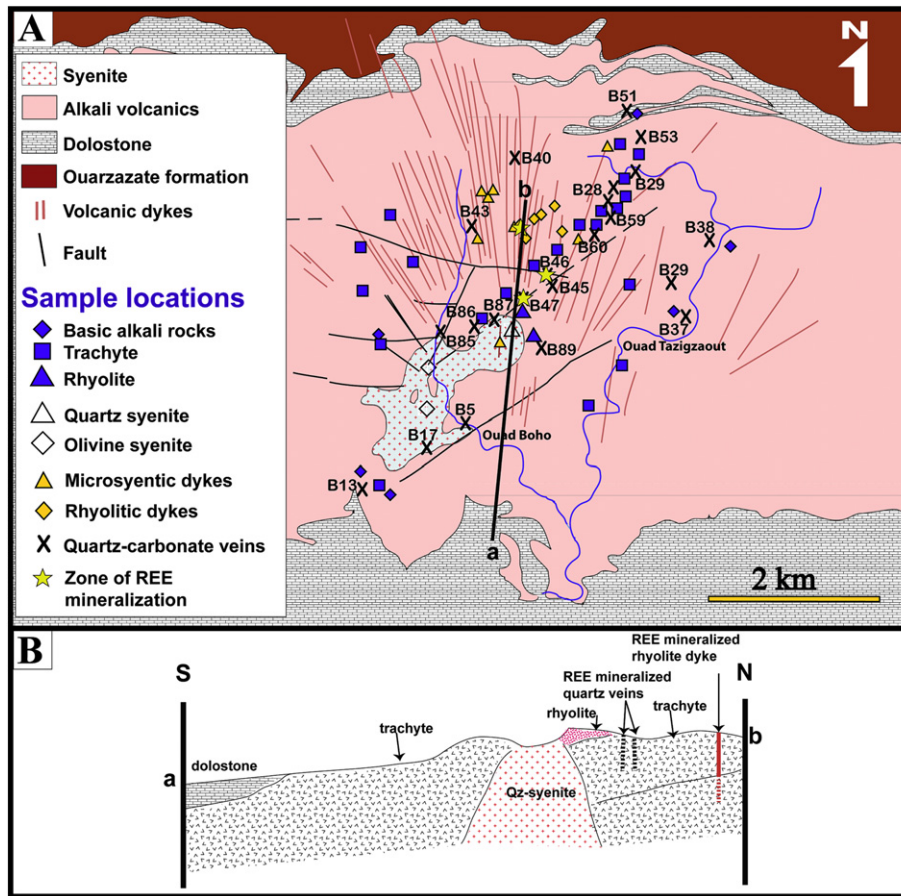 A
N
Syenite
Alkali volcanics
Dolostone
Ouarzazate formation
Volcanic dykes
Fault
Sample locations
Basic alkali rocks
Trachyte
Rhyolite
Quartz syenite
Olivine syenite
Microsyentic dykes
Rhyolitic dykes
Quartz-carbonate veins
Zone of REE
mineralization
B51
B53
B40
b
B28
B29
B43
B59
B60
B38
B46
B45
B29
B47
B87
B86
B85
B37
B89
Ouad Tazigzaout
B5
Ouad Boho
B17
B13
a
2 km
B
S
N
REE mineralized
rhyolite dyke
REE mineralized
quartz veins
rhyolite
trachyte
trachyte
b
dolostone
a
Qz-syenite